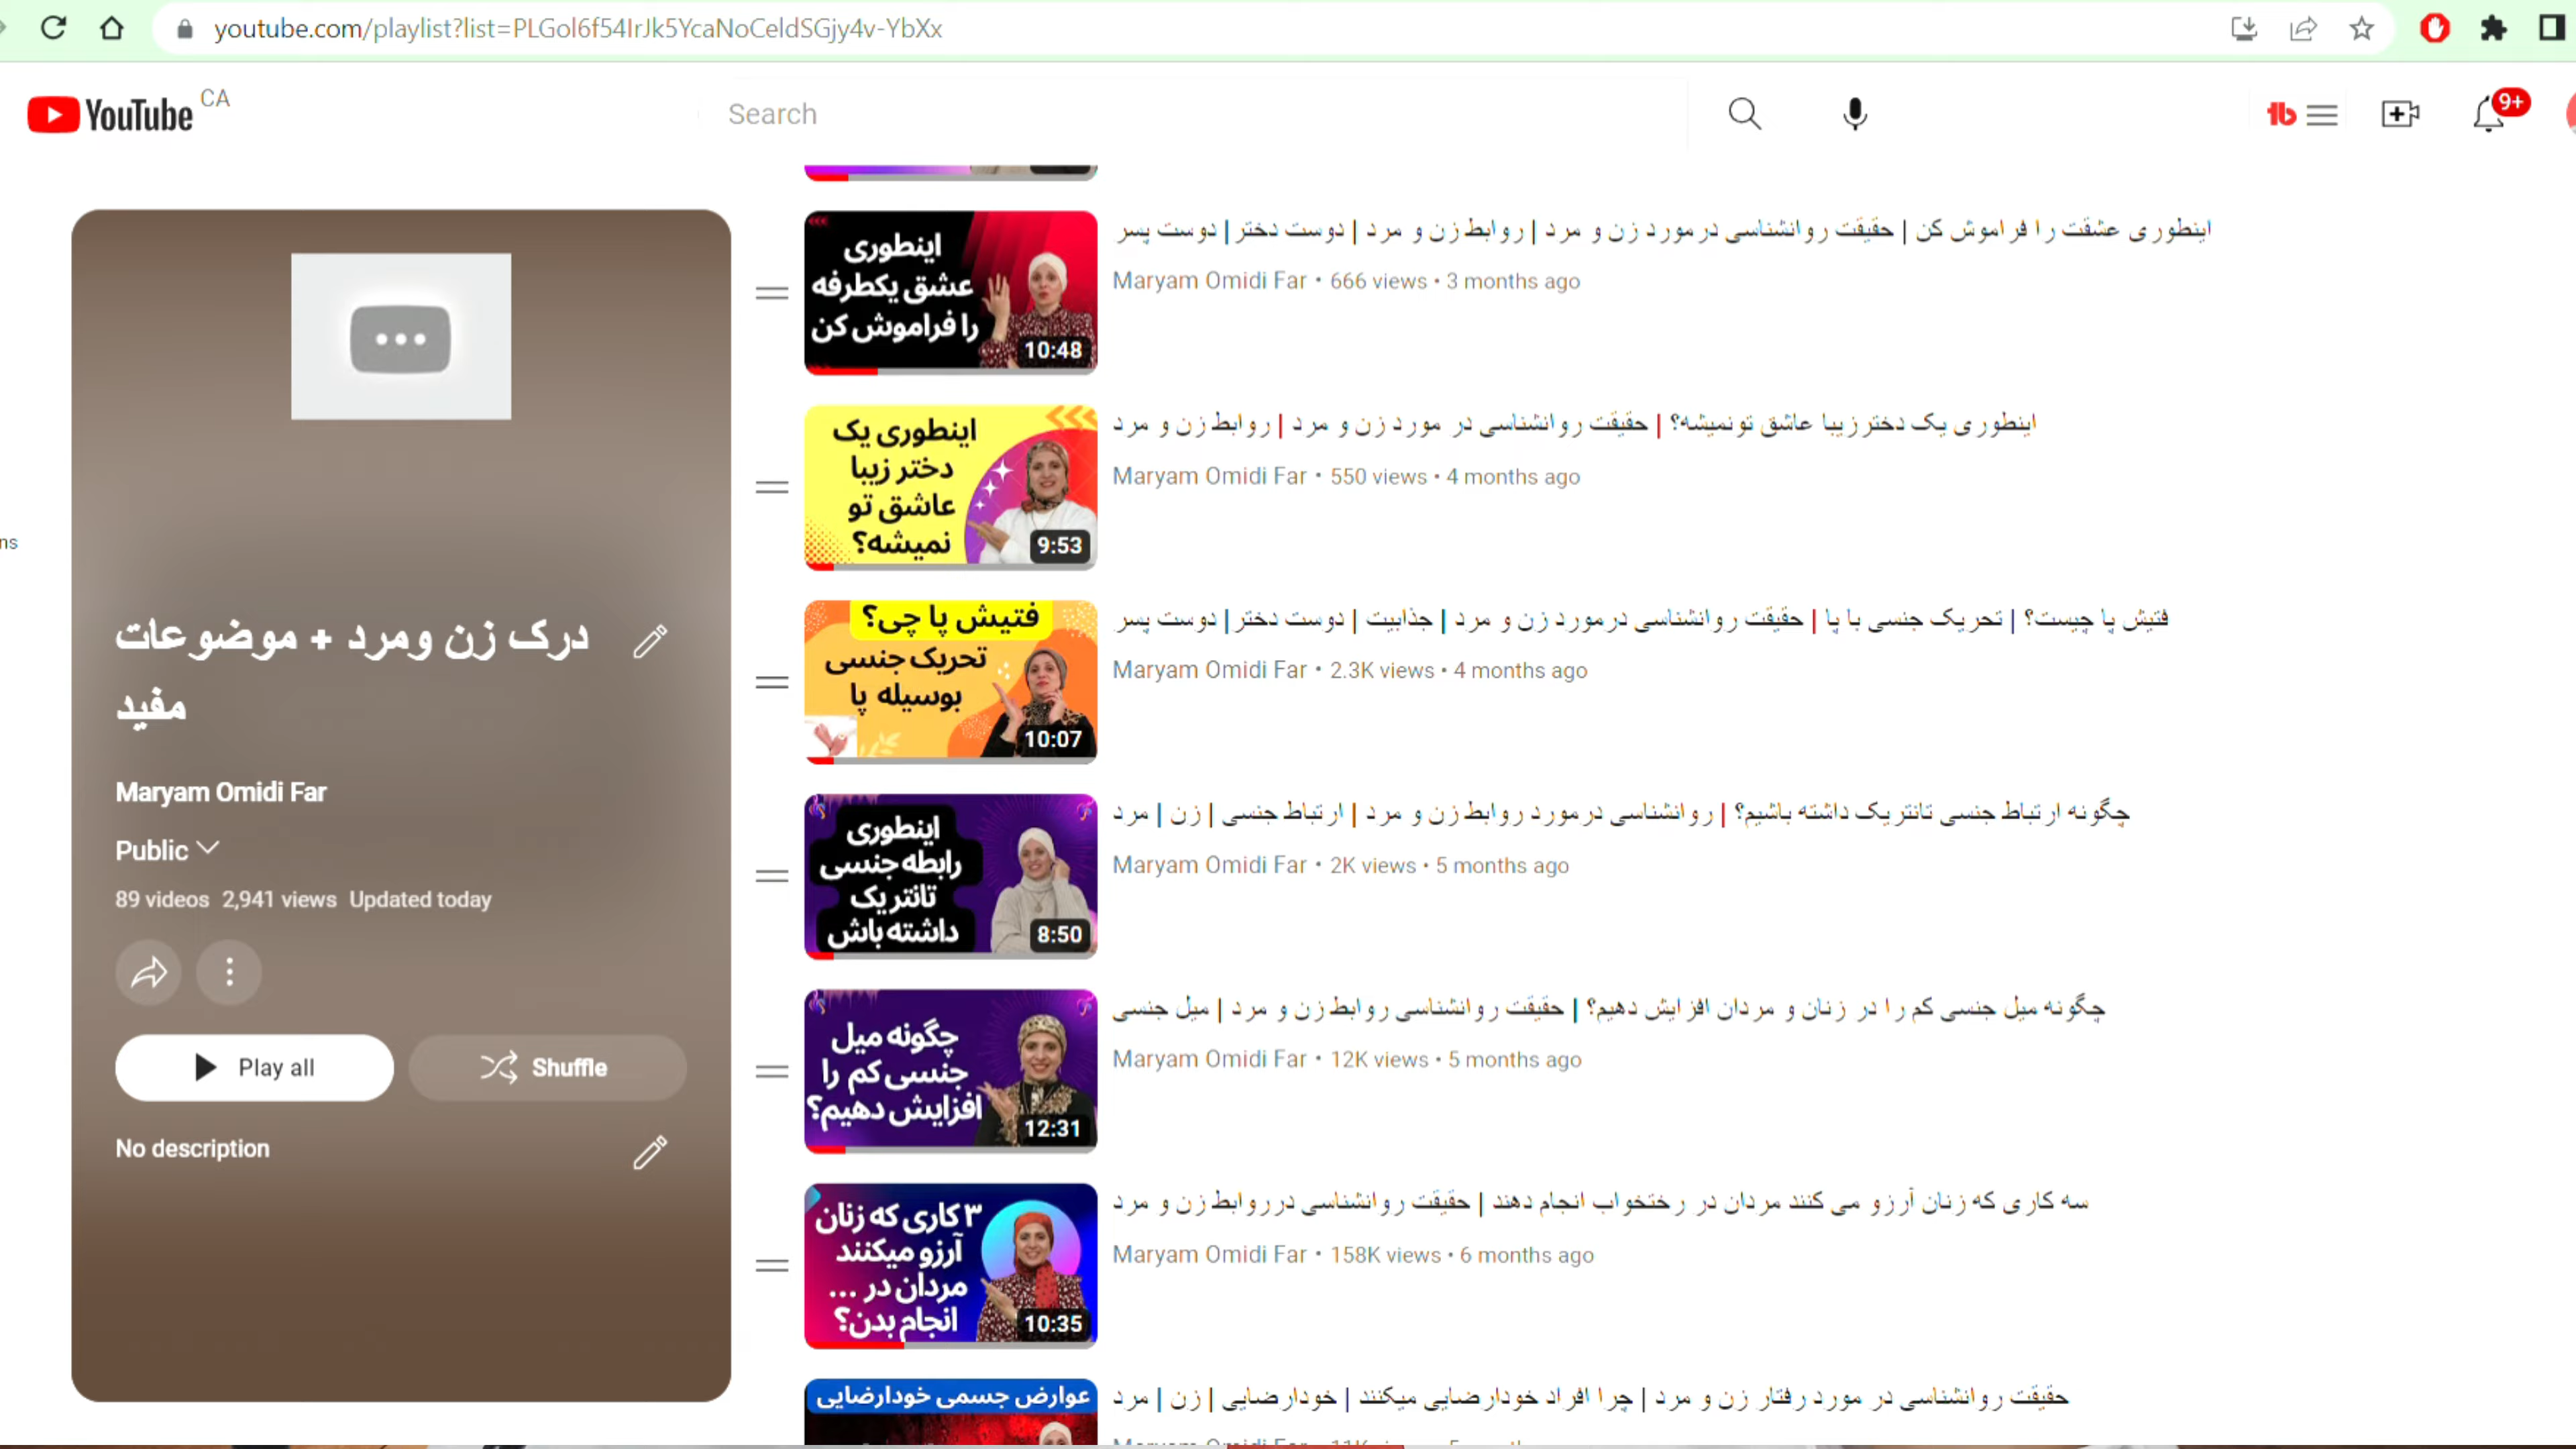 youtube.com/playlist?list=PLGol6f54IrJk5YcaNoCeldSGjy4v-YbXx
YouTube CA
Search
9+
ns
درک زن ومرد + موضوعات
مفید
Maryam Omidi Far
Public
89 videos 2,941 views Updated today
Play all
Shuffle
No description
اینطوری
عشق یکطرفه
را فراموش کن
10:48
اینطوری عشقت را فراموش کن | حقیقت روانشناسی درمورد زن و مرد | روابط زن و مرد | دوست دختر | دوست پسر
Maryam Omidi Far • 666 views • 3 months ago
اینطوری یک
دختر زیبا
عاشق تو
نمیشه؟
9:53
اینطوری یک دخترزیبا عاشق تونمیشه؟ | حقیقت روانشناسی در مورد زن و مرد | روابط زن و مرد
Maryam Omidi Far • 550 views • 4 months ago
فتیش پا چی؟
تحریک جنسی
بوسیله پا
10:07
فتیش پا چیست؟ | تحریک جنسی با پا | حقیقت روانشناسی درمورد زن و مرد | جذابیت | دوست دختر | دوست پسر
Maryam Omidi Far • 2.3K views • 4 months ago
اینطوری
رابطه جنسی
تانتریک
داشته باش
8:50
چگونه ارتباط جنسی تانتریک داشته باشیم؟ | روانشناسی درمورد روابط زن و مرد | ارتباط جنسی | زن | مرد
Maryam Omidi Far • 2K views • 5 months ago
چگونه میل
جنسی کم را
افزایش دهیم؟
12:31
چگونه میل جنسی کم را در زنان و مردان افزایش دهیم؟ | حقیقت روانشناسی روابط زن و مرد | میل جنسی
Maryam Omidi Far • 12K views • 5 months ago
۳ کاری که زنان
آرزو میکنند
مردان در ...
انجام بدن؟
10:35
سه کاری که زنان آرزو می کنند مردان در رختخواب انجام دهند | حقیقت روانشناسی درروابط زن و مرد
Maryam Omidi Far • 158K views • 6 months ago
عوارض جسمی خودارضایی
حقیقت روانشناسی در مورد رفتار زن و مرد | چرا افراد خودارضایی میکنند | خودارضایی | زن | مرد